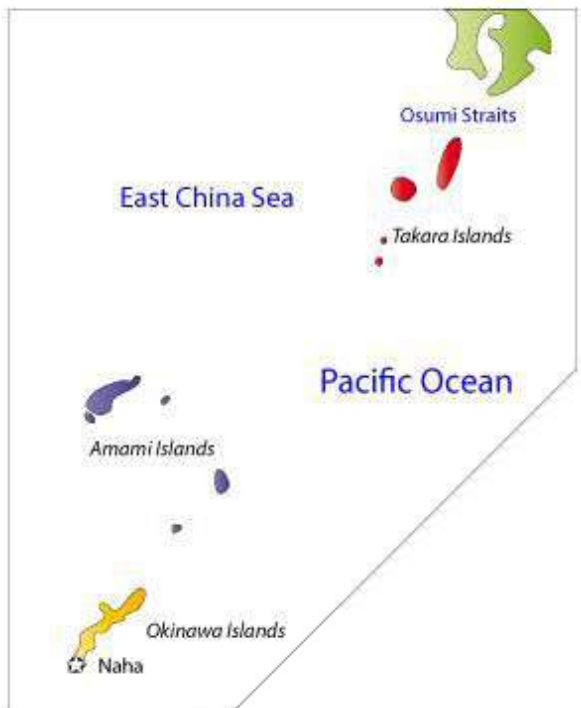 Osumi Straits
East China Sea
Takara Islands
Pacific Ocean
Amami Islands
Okinawa Islands
Naha